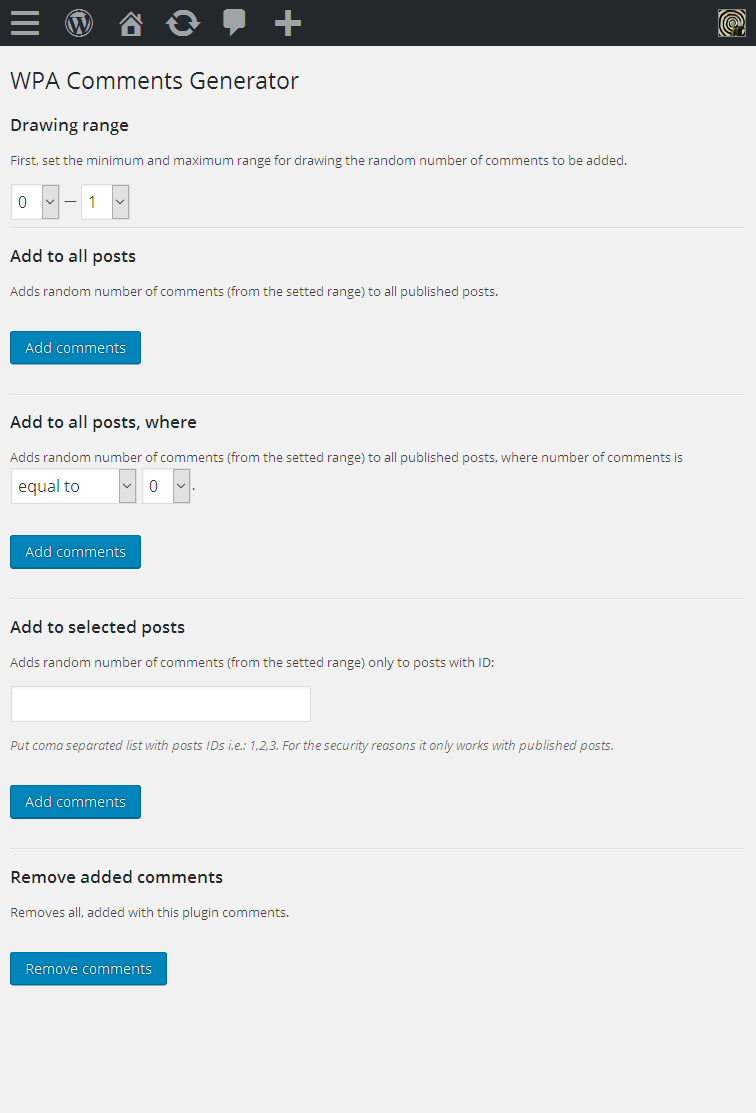 WPA Comments Generator
Drawing range
First, set the minimum and maximum range for drawing the random number of comments to be added.
0 — 1
Add to all posts
Adds random number of comments (from the setted range) to all published posts.
Add comments
Add to all posts, where
Adds random number of comments (from the setted range) to all published posts, where number of comments is
equal to 0 .
Add comments
Add to selected posts
Adds random number of comments (from the setted range) only to posts with ID:
Put coma separated list with posts IDs i.e.: 1,2,3. For the security reasons it only works with published posts.
Add comments
Remove added comments
Removes all, added with this plugin comments.
Remove comments